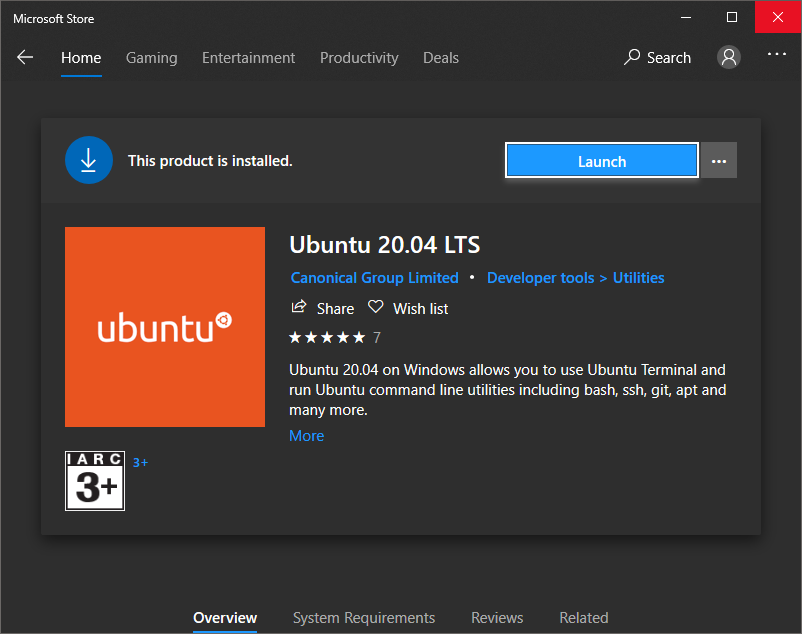 Microsoft Store
Home Gaming Entertainment Productivity Deals Search
This product is installed.
Launch
ubuntu
Ubuntu 20.04 LTS
Canonical Group Limited • Developer tools > Utilities
Share Wish list
7
Ubuntu 20.04 on Windows allows you to use Ubuntu Terminal and
run Ubuntu command line utilities including bash, ssh, git, apt and
many more.
More
IARC
3+
3+
Overview System Requirements Reviews Related